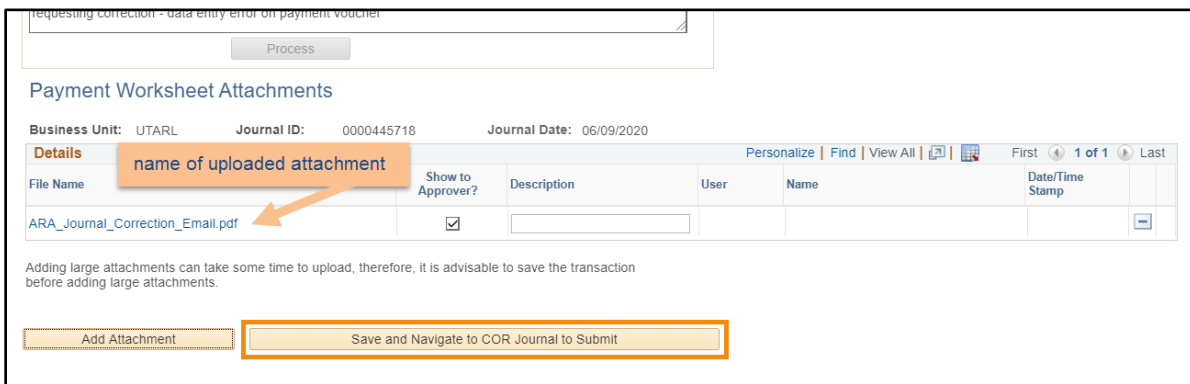 requesting correction - data entry error on payment voucher
Process
Payment Worksheet Attachments
Business Unit: UTARL Journal ID: 0000445718 Journal Date: 06/09/2020
Details Personalize | Find | View All | First 1 of 1 Last
name of uploaded attachment
File Name Show to Approver? Description User Name Date/Time Stamp
ARA_Journal_Correction_Email.pdf
Adding large attachments can take some time to upload, therefore, it is advisable to save the transaction
before adding large attachments.
Add Attachment Save and Navigate to COR Journal to Submit